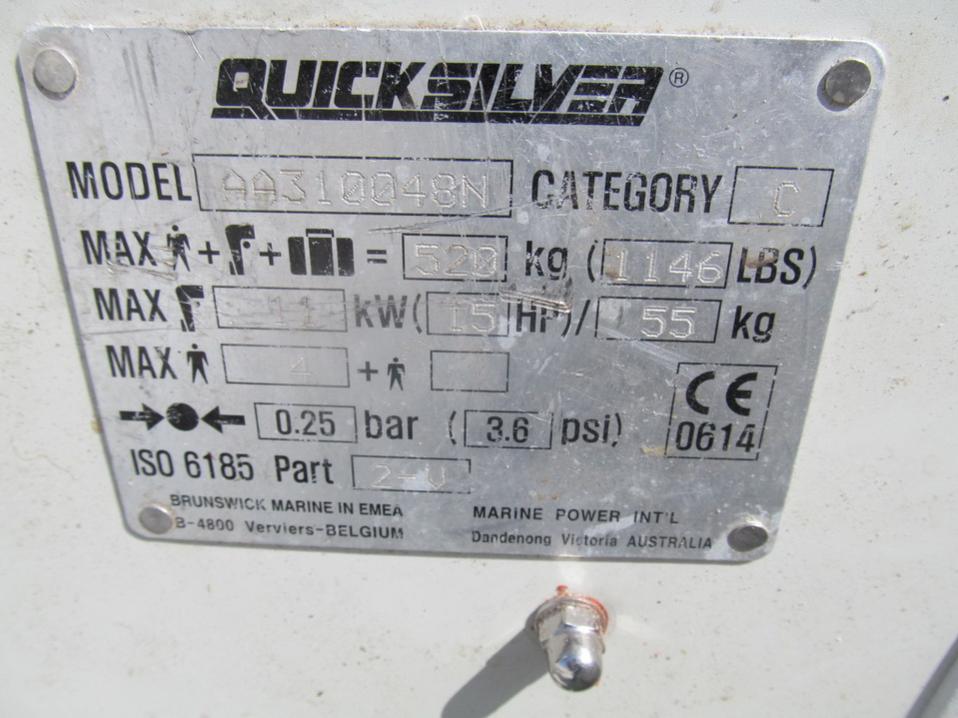 QUICKSILVER®
MODEL AA310048N CATEGORY C
MAX + + = 520 kg (1146 LBS)
MAX 11 kW (15 HP)/ 55 kg
MAX 4 +
0.25 bar (3.6 psi)
CE
0614
ISO 6185 Part 2-V
BRUNSWICK MARINE IN EMEA
B-4800 Verviers-BELGIUM
MARINE POWER INT'L
Dandenong Victoria AUSTRALIA